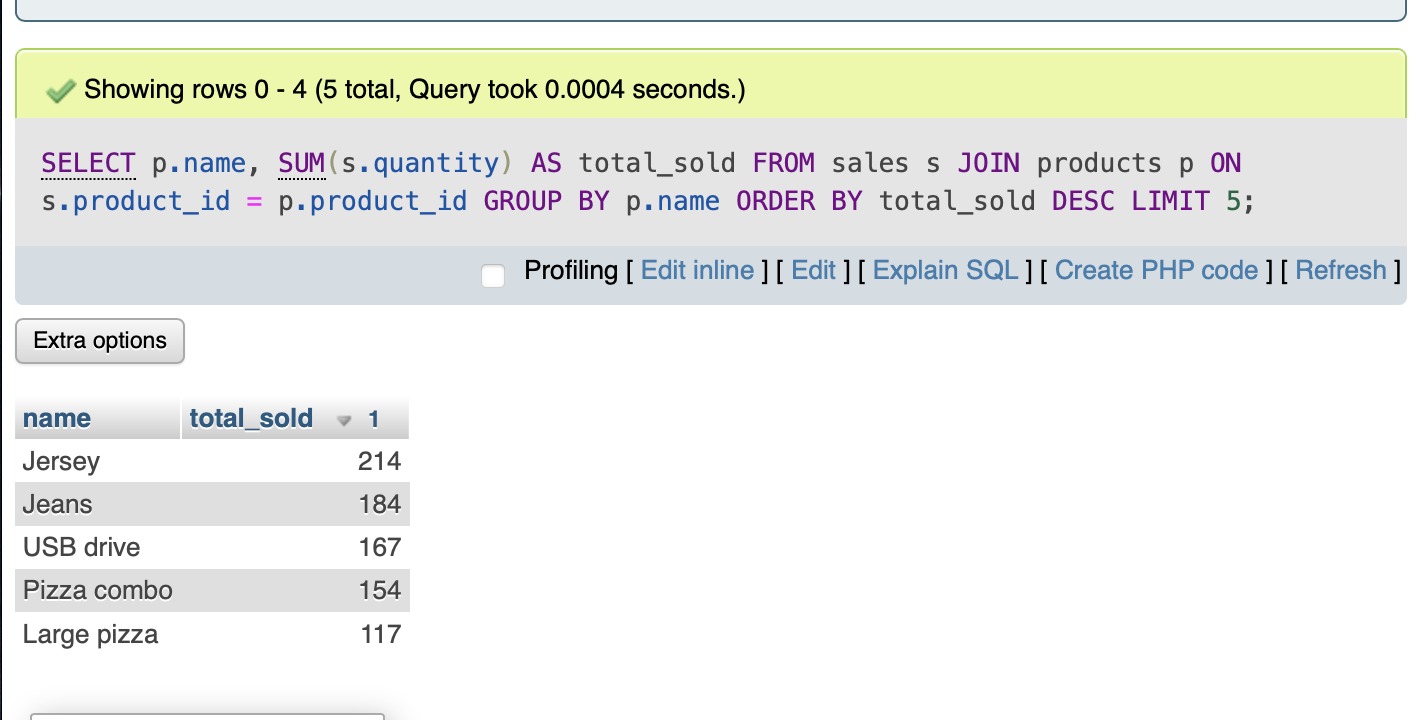 Showing rows 0 - 4 (5 total, Query took 0.0004 seconds.)
SELECT p.name, SUM(s.quantity) AS total_sold FROM sales s JOIN products p ON
s.product_id = p.product_id GROUP BY p.name ORDER BY total_sold DESC LIMIT 5;
Profiling [ Edit inline ] [ Edit ] [ Explain SQL ] [ Create PHP code ] [ Refresh ]
Extra options
name total_sold 1
Jersey 214
Jeans 184
USB drive 167
Pizza combo 154
Large pizza 117